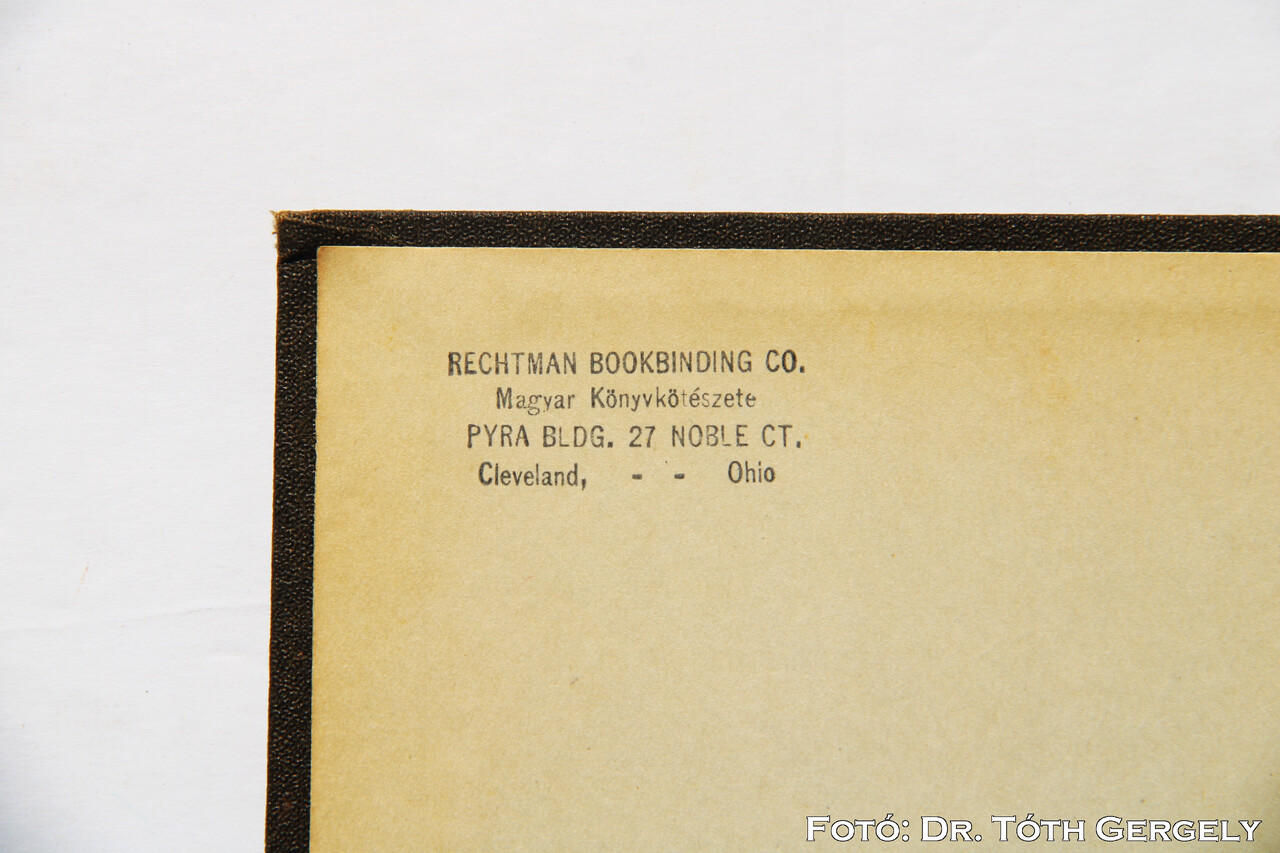 RECHTMAN BOOKBINDING CO.
Magyar Könyvkötészete
PYRA BLDG. 27 NOBLE CT.
Cleveland, - - Ohio
FOTÓ: DR. TÓTH GERGELY